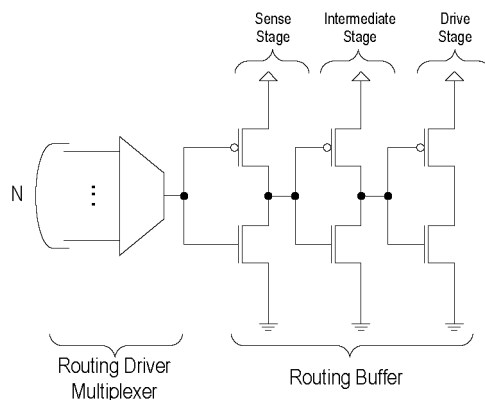 Sense
Stage
Intermediate
Stage
Drive
Stage
N
Routing Driver
Multiplexer
Routing Buffer